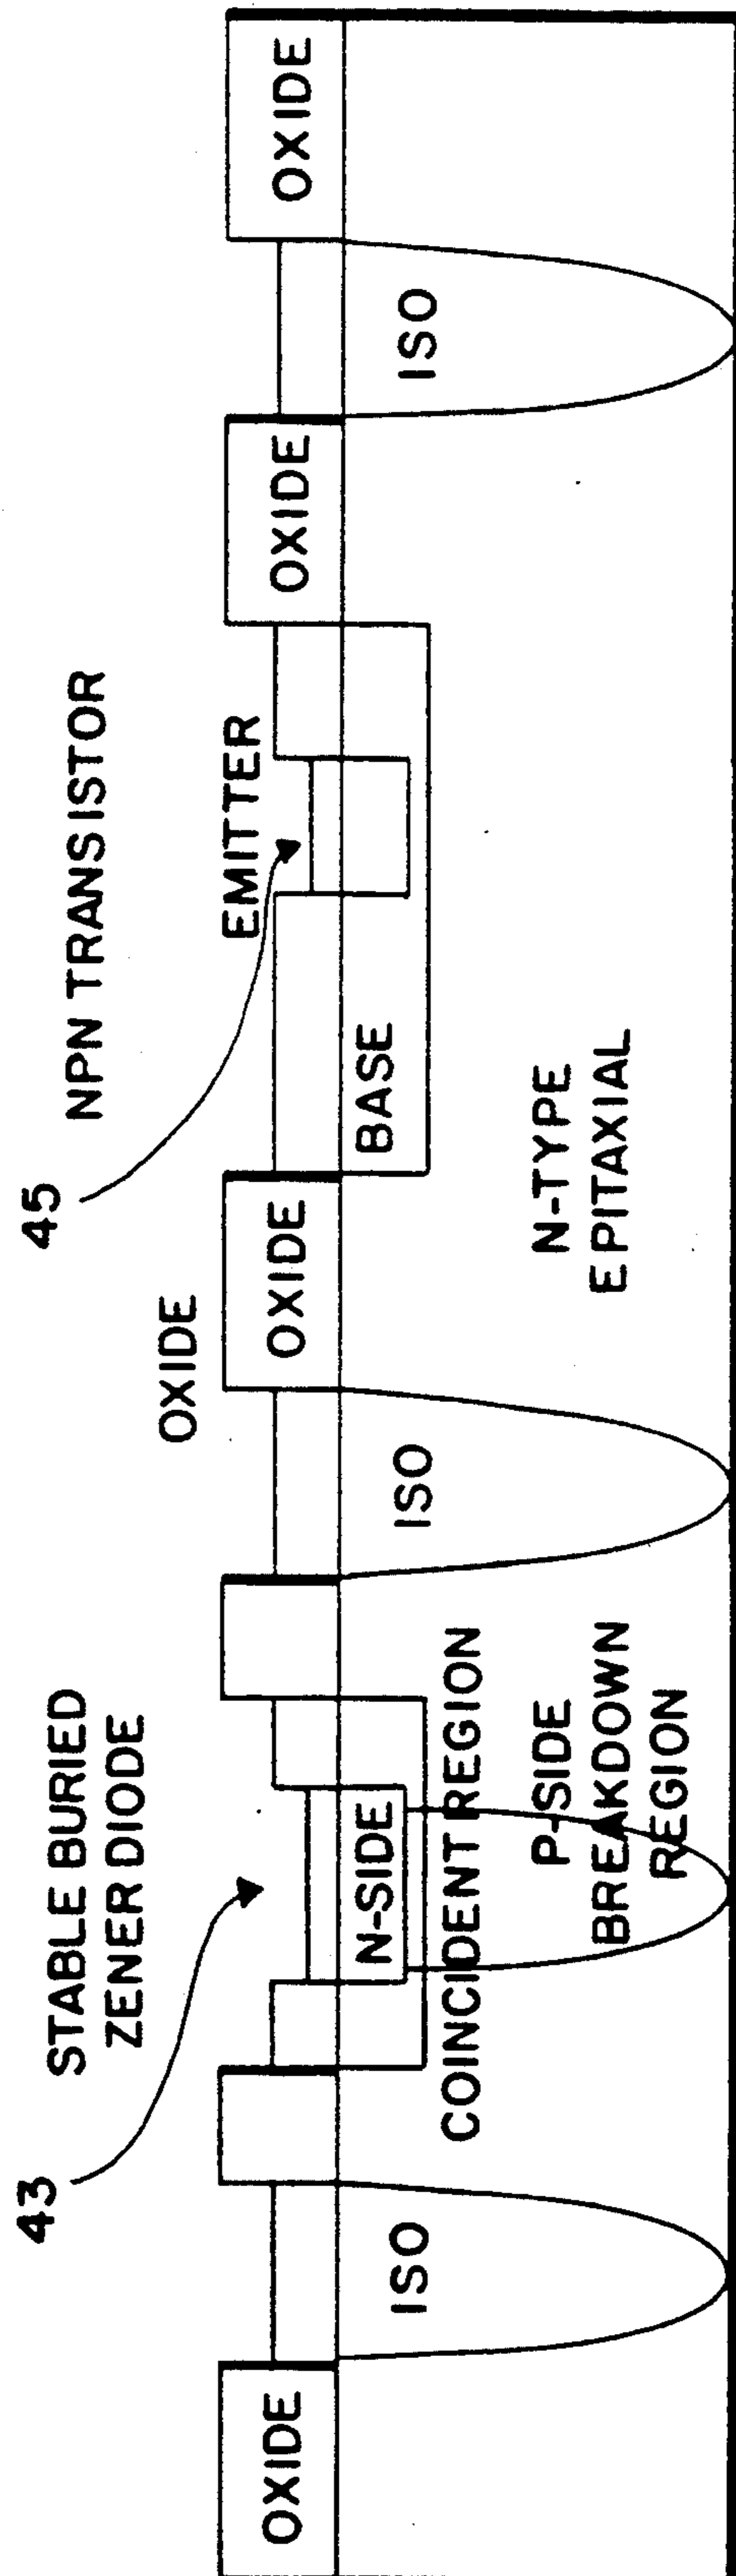 43
STABLE BURIED
ZENER DIODE
45
NPN TRANSISTOR
OXIDE
EMITTER
OXIDE
OXIDE
OXIDE
OXIDE
ISO
N-SIDE
ISO
BASE
ISO
COINCIDENT REGION
P-SIDE
BREAKDOWN
REGION
N-TYPE
EPITAXIAL